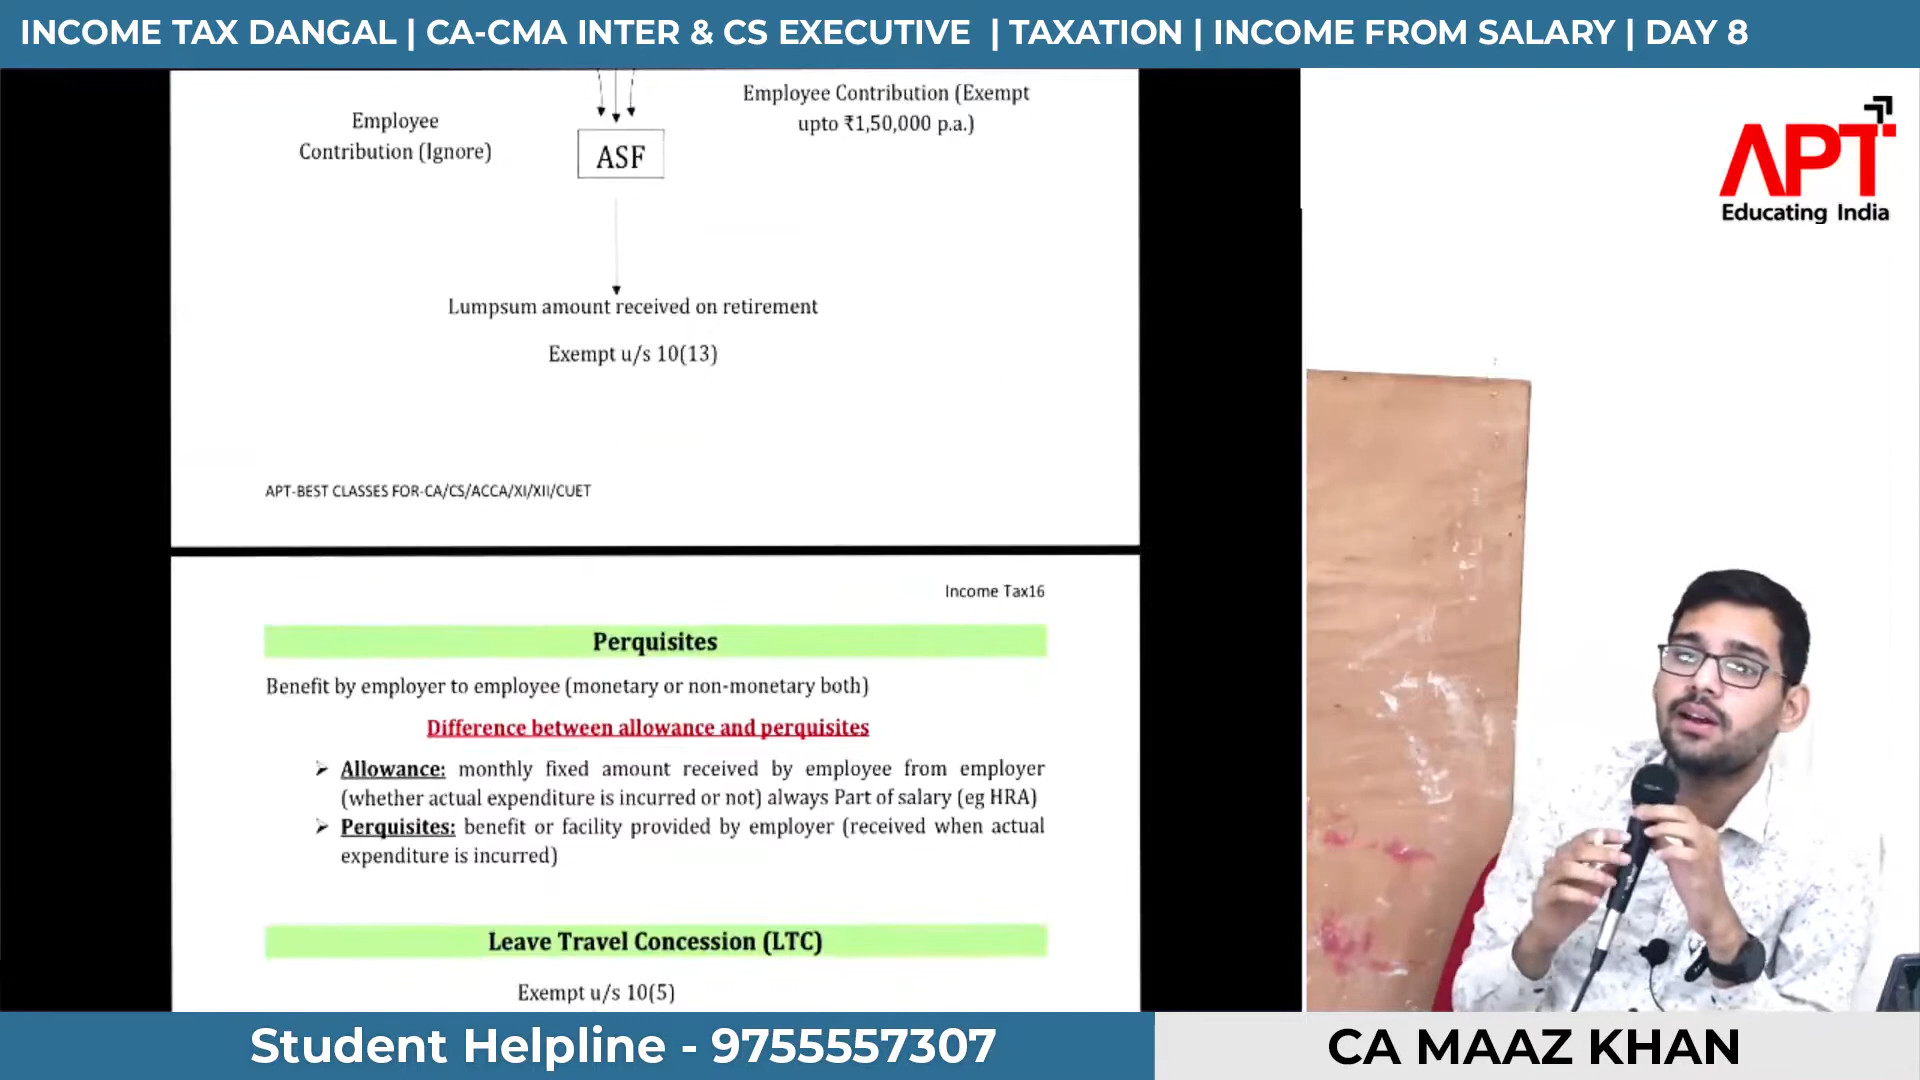 INCOME TAX DANGAL | CA-CMA INTER & CS EXECUTIVE | TAXATION | INCOME FROM SALARY | DAY 8
Employee
Contribution (Ignore)
Employee Contribution (Exempt
upto ₹1,50,000 p.a.)
ASF
Lumpsum amount received on retirement
Exempt u/s 10(13)
APT-BEST CLASSES FOR-CA/CS/ACCA/XI/XII/CUET
Income Tax16
Perquisites
Benefit by employer to employee (monetary or non-monetary both)
Difference between allowance and perquisites
➢ Allowance: monthly fixed amount received by employee from employer
(whether actual expenditure is incurred or not) always Part of salary (eg HRA)
➢ Perquisites: benefit or facility provided by employer (received when actual
expenditure is incurred)
Leave Travel Concession (LTC)
Exempt u/s 10(5)
APT
Educating India
Student Helpline - 9755557307
CA MAAZ KHAN